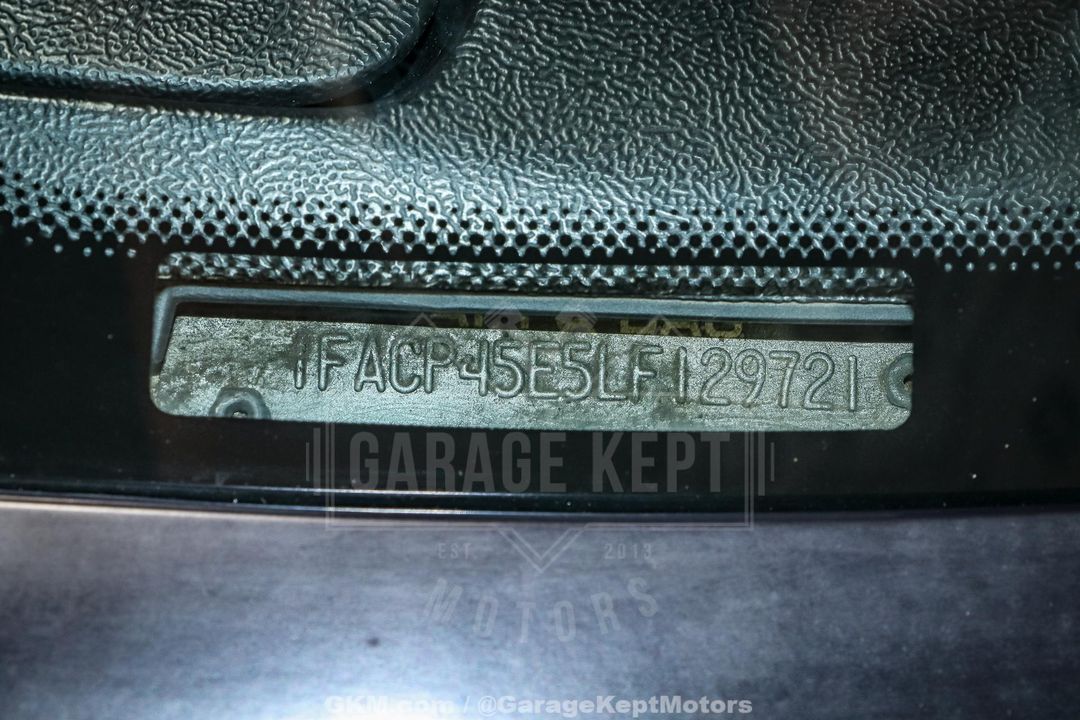 1FACP45E5LF129721
GARAGE KEPT
EST. 2013
MOTORS
GKM.com / @GarageKeptMotors